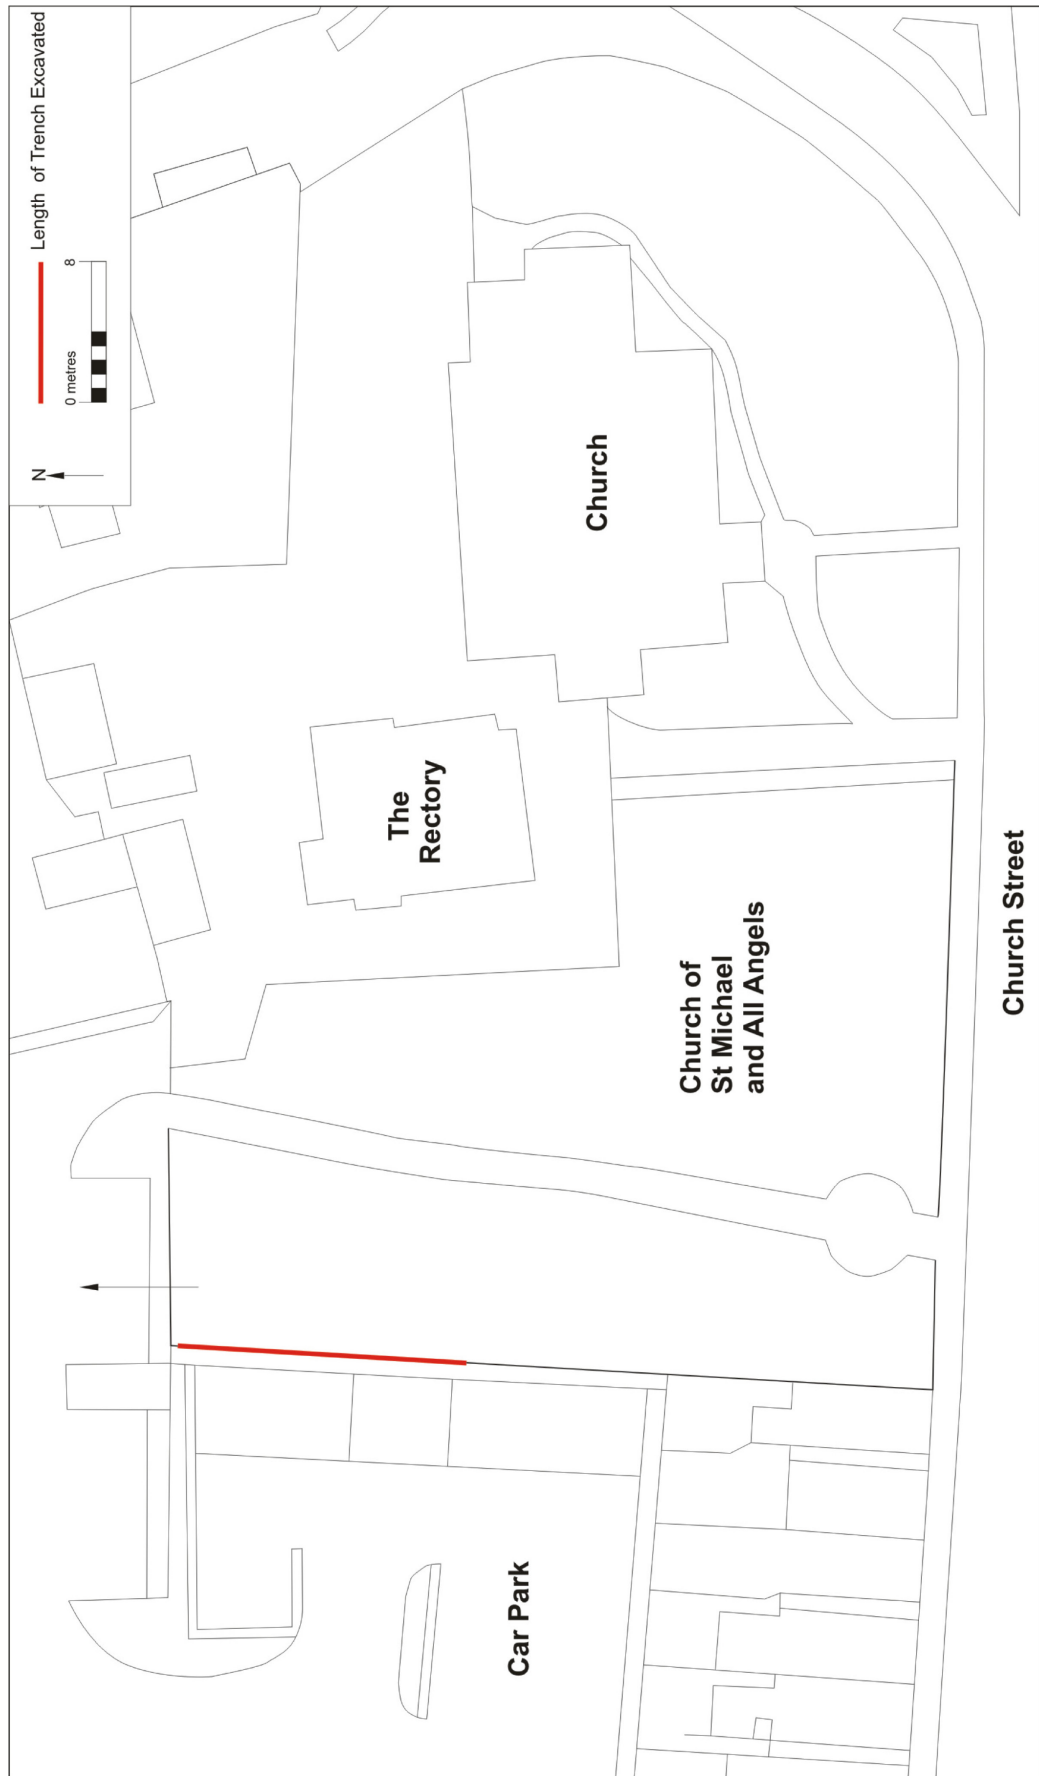 N
0 metres
8
Length of Trench Excavated
Car Park
The
Rectory
Church
Church of
St Michael
and All Angels
Church Street